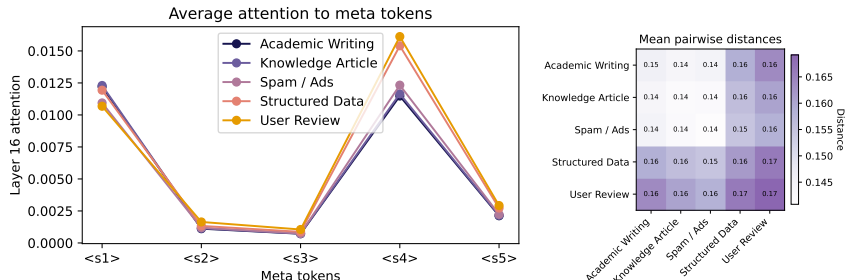 Average attention to meta tokens
Layer 16 attention
0.0150
0.0125
0.0100
0.0075
0.0050
0.0025
0.0000
Academic Writing
Knowledge Article
Spam / Ads
Structured Data
User Review
<s1> <s2> <s3> <s4> <s5>
Meta tokens
Mean pairwise distances
Academic Writing 0.15 0.14 0.14 0.16 0.16
Knowledge Article 0.14 0.14 0.14 0.16 0.16
Spam / Ads 0.14 0.14 0.14 0.15 0.16
Structured Data 0.16 0.16 0.15 0.16 0.17
User Review 0.16 0.16 0.16 0.17 0.17
Academic Writing
Knowledge Article
Spam / Ads
Structured Data
User Review
0.165
0.160
0.155
0.150
0.145
Distance